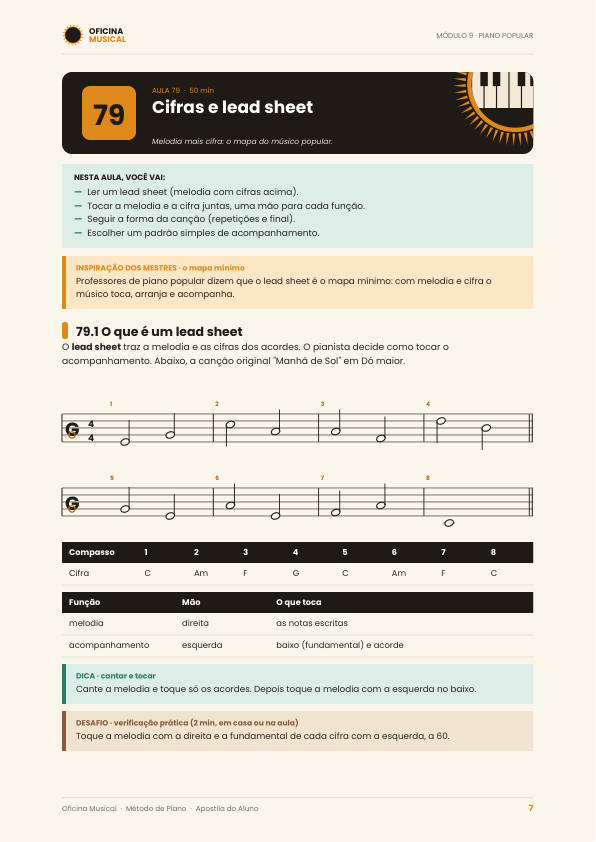 OFICINA
MUSICAL
MÓDULO 9 · PIANO POPULAR
79
AULA 79 · 50 min
Cifras e lead sheet
Melodia mais cifra: o mapa do músico popular.
NESTA AULA, VOCÊ VAI:
— Ler um lead sheet (melodia com cifras acima).
— Tocar a melodia e a cifra juntas, uma mão para cada função.
— Seguir a forma da canção (repetições e final).
— Escolher um padrão simples de acompanhamento.
INSPIRAÇÃO DOS MESTRES · o mapa mínimo
Professores de piano popular dizem que o lead sheet é o mapa mínimo: com melodia e cifra o
músico toca, arranja e acompanha.
79.1 O que é um lead sheet
O lead sheet traz a melodia e as cifras dos acordes. O pianista decide como tocar o
acompanhamento. Abaixo, a canção original "Manhã de Sol" em Dó maior.
1 2 3 4
G 4
4
5 6 7 8
G
Compasso 1 2 3 4 5 6 7 8
Cifra C Am F G C Am F C
Função Mão O que toca
melodia direita as notas escritas
acompanhamento esquerda baixo (fundamental) e acorde
DICA · cantar e tocar
Cante a melodia e toque só os acordes. Depois toque a melodia com a esquerda no baixo.
DESAFIO · verificação prática (2 min, em casa ou na aula)
Toque a melodia com a direita e a fundamental de cada cifra com a esquerda, a 60.
Oficina Musical · Método de Piano · Apostila do Aluno
7